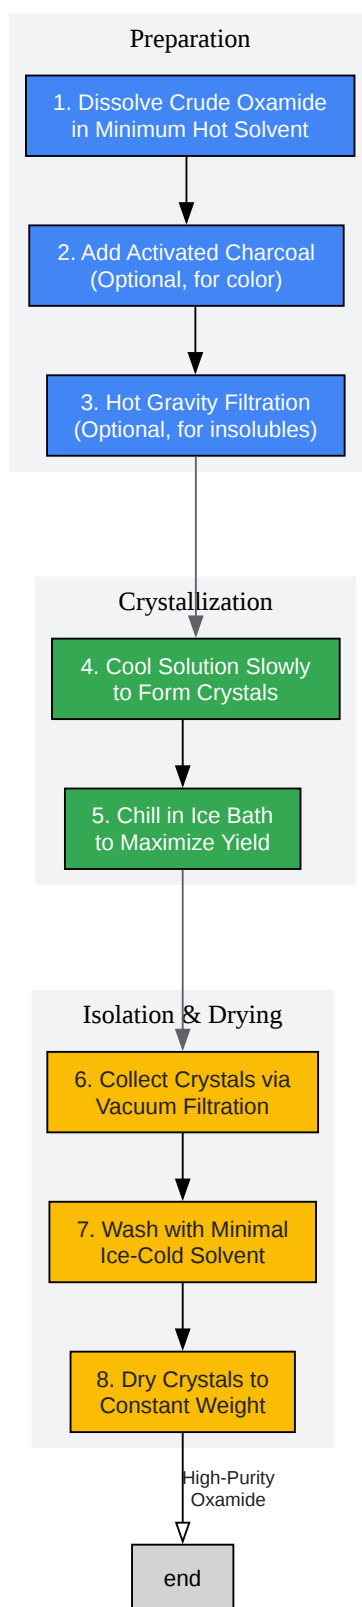 Preparation
1. Dissolve Crude Oxamide
in Minimum Hot Solvent
2. Add Activated Charcoal
(Optional, for color)
3. Hot Gravity Filtration
(Optional, for insolubles)
Crystallization
4. Cool Solution Slowly
to Form Crystals
5. Chill in Ice Bath
to Maximize Yield
Isolation & Drying
6. Collect Crystals via
Vacuum Filtration
7. Wash with Minimal
Ice-Cold Solvent
8. Dry Crystals to
Constant Weight
High-Purity
Oxamide
end